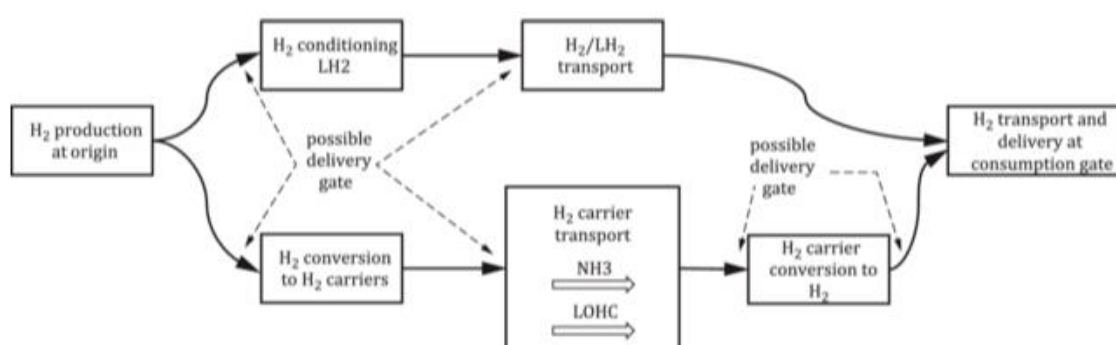 H₂ conditioning
LH2
H₂/LH₂
transport
H₂ production
at origin
possible
delivery
gate
possible
delivery
gate
H₂ transport and
delivery at
consumption gate
H₂ conversion
to H₂ carriers
H₂ carrier
transport
NH3
LOHC
H₂ carrier
conversion to
H₂